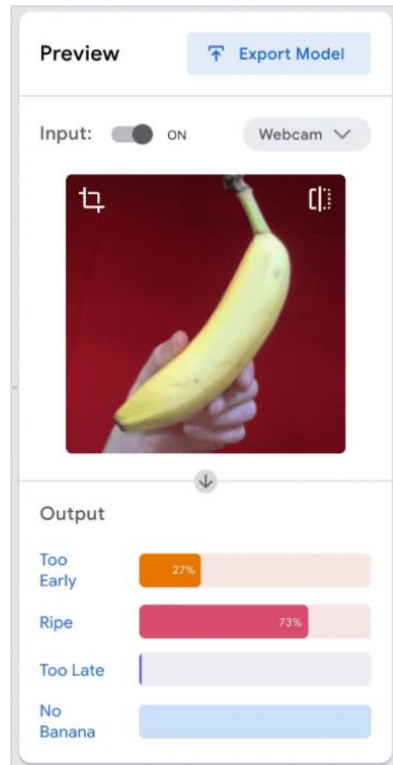 Preview
Export Model
Input:
ON
Webcam
Output
Too
Early
27%
Ripe
73%
Too Late
No
Banana